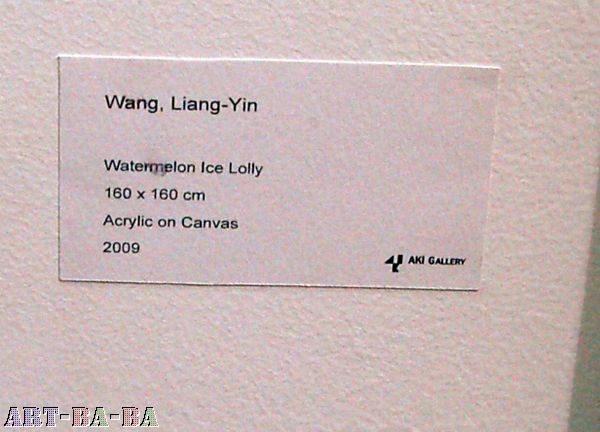 Wang, Liang-Yin
Watermelon Ice Lolly
160 x 160 cm
Acrylic on Canvas
2009
AKI GALLERY
ART-BA-BA